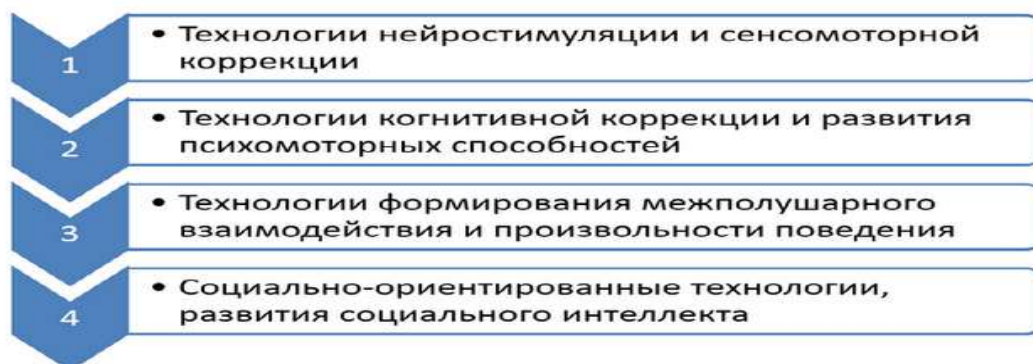 1
• Технологии нейростимуляции и сенсомоторной
коррекции
2
• Технологии когнитивной коррекции и развития
психомоторных способностей
3
• Технологии формирования межполушарного
взаимодействия и произвольности поведения
4
• Социально-ориентированные технологии,
развития социального интеллекта